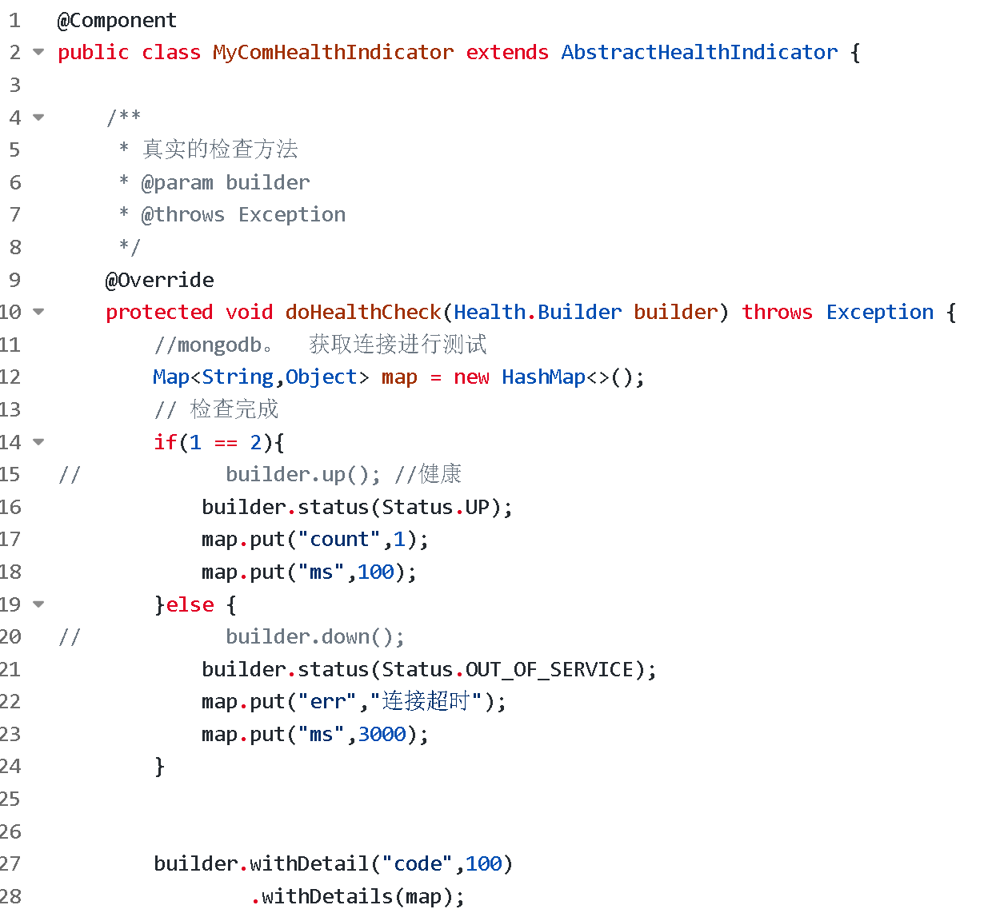 1 @Component
2 public class MyComHealthIndicator extends AbstractHealthIndicator {
3
4     /**
5      * 真实的检查方法
6      * @param builder
7      * @throws Exception
8      */
9     @Override
10     protected void doHealthCheck(Health.Builder builder) throws Exception {
11         //mongodb。  获取连接进行测试
12         Map<String,Object> map = new HashMap<>();
13         // 检查完成
14         if(1 == 2){
15 //            builder.up(); //健康
16             builder.status(Status.UP);
17             map.put("count",1);
18             map.put("ms",100);
19         }else {
20 //            builder.down();
21             builder.status(Status.OUT_OF_SERVICE);
22             map.put("err","连接超时");
23             map.put("ms",3000);
24         }
25
26
27         builder.withDetail("code",100)
28                 .withDetails(map);